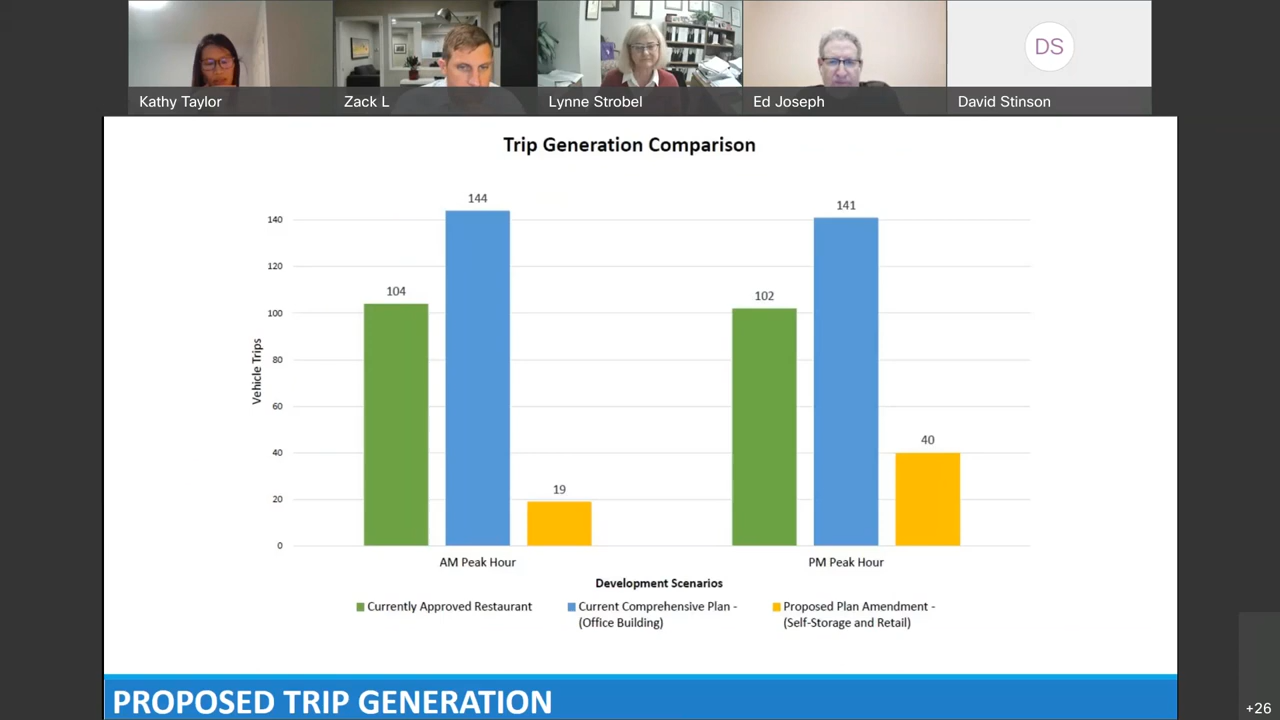 Kathy Taylor
Zack L
Lynne Strobel
Ed Joseph
DS
David Stinson
Trip Generation Comparison
144
141
140
120
104
102
100
80
60
40
40
20
19
0
Vehicle Trips
AM Peak Hour
PM Peak Hour
Development Scenarios
Currently Approved Restaurant
Current Comprehensive Plan -
(Office Building)
Proposed Plan Amendment -
(Self-Storage and Retail)
PROPOSED TRIP GENERATION
+26